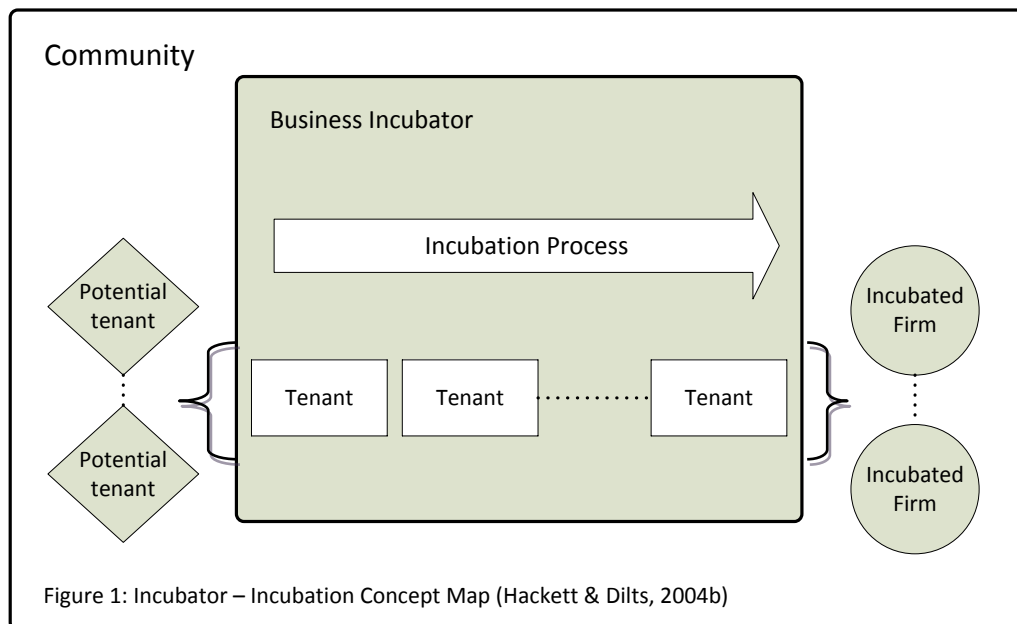 Community
Business Incubator
Incubation Process
Potential
tenant
Incubated
Firm
Tenant
Tenant
Tenant
Potential
tenant
Incubated
Firm
Figure 1: Incubator – Incubation Concept Map (Hackett & Dilts, 2004b)